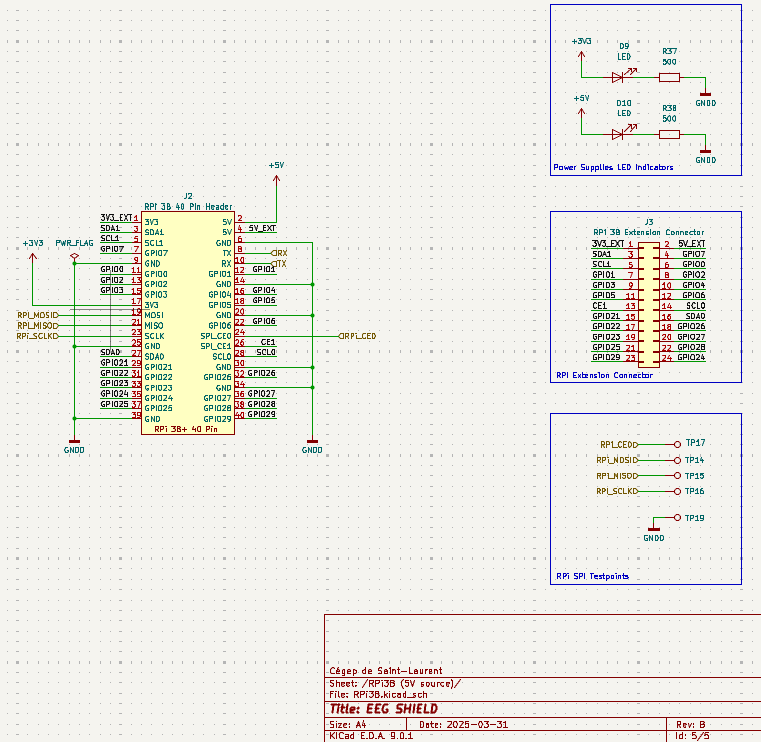 +3V3
D9
LED
R37
500
GNDD
+5V
D10
LED
R38
500
GNDD
Power Supplies LED Indicators
+5V
J2
RPi 3B 40 Pin Header
3V3_EXT 1 3V3 5V 2
SDA1 3 SDA1 5V 4 5V_EXT
SCL1 5 SCL1 GND 6
GPIO7 7 GPIO7 TX 8 RX
9 GND RX 10 TX
GPIO0 11 GPIO0 GPIO1 12 GPIO1
GPIO2 13 GPIO2 GND 14
GPIO3 15 GPIO3 GPIO4 16 GPIO4
17 3V3 GPIO5 18 GPIO5
RPi_MOSI 19 MOSI GND 20
RPi_MISO 21 MISO GPIO6 22 GPIO6
RPi_SCLK 23 SCLK SPI_CE0 24 RPi_CE0
25 GND SPI_CE1 26 CE1
SDA0 27 SDA0 SCL0 28 SCL0
GPIO21 29 GPIO21 GND 30
GPIO22 31 GPIO22 GPIO26 32 GPIO26
GPIO23 33 GPIO23 GND 34
GPIO24 35 GPIO24 GPIO27 36 GPIO27
GPIO25 37 GPIO25 GPIO28 38 GPIO28
39 GND GPIO29 40 GPIO29
RPi 3B+ 40 Pin
+3V3
PWR_FLAG
GNDD
GNDD
J3
RPi 3B Extension Connector
3V3_EXT 1 2 5V_EXT
SDA1 3 4 GPIO7
SCL1 5 6 GPIO0
GPIO1 7 8 GPIO2
GPIO3 9 10 GPIO4
GPIO5 11 12 GPIO6
CE1 13 14 SCL0
GPIO21 15 16 SDA0
GPIO22 17 18 GPIO26
GPIO23 19 20 GPIO27
GPIO25 21 22 GPIO28
GPIO29 23 24 GPIO24
RPi Extension Connector
RPi_CE0 TP17
RPi_MOSI TP14
RPi_MISO TP15
RPi_SCLK TP16
TP19
GNDD
RPi SPI Testpoints
Cégep de Saint-Laurent
Sheet: /RPi3B (5V source)/
File: RPi3B.kicad_sch
Title: EEG SHIELD
Size: A4 Date: 2025-03-31 Rev: B
KiCad E.D.A. 9.0.1 Id: 5/5